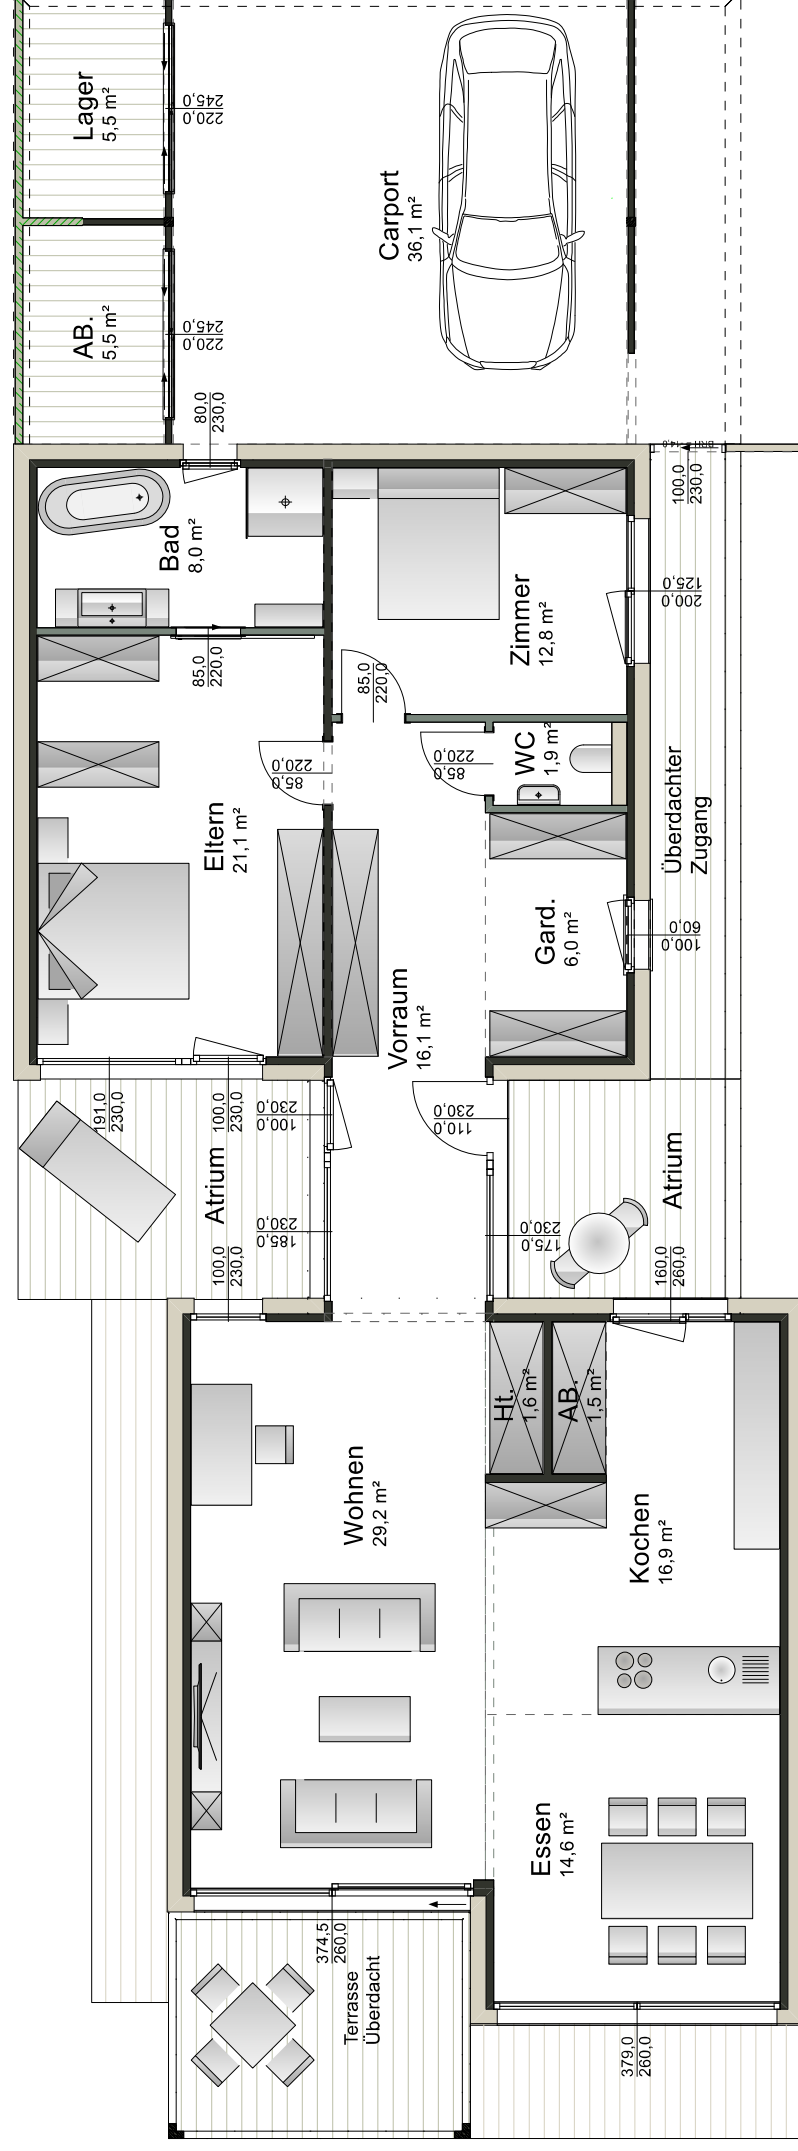 Lager
5,5 m²
245,0
220,0
Carport
36,1 m²
AB.
5,5 m²
245,0
220,0
80,0
230,0
100,0
230,0
Bad
8,0 m²
125,0
200,0
Zimmer
12,8 m²
85,0
220,0
85,0
220,0
WC
1,9 m²
220,0
85,0
220,0
85,0
Überdachter
Zugang
Eltern
21,1 m²
Gard.
6,0 m²
60,0
100,0
Vorraum
16,1 m²
191,0
230,0
100,0
230,0
230,0
100,0
230,0
110,0
Atrium
Atrium
230,0
185,0
230,0
175,0
100,0
230,0
160,0
260,0
Ht.
1,6 m²
AB.
1,5 m²
Wohnen
29,2 m²
Kochen
16,9 m²
Essen
14,6 m²
374,5
260,0
Terrasse
Überdacht
379,0
260,0